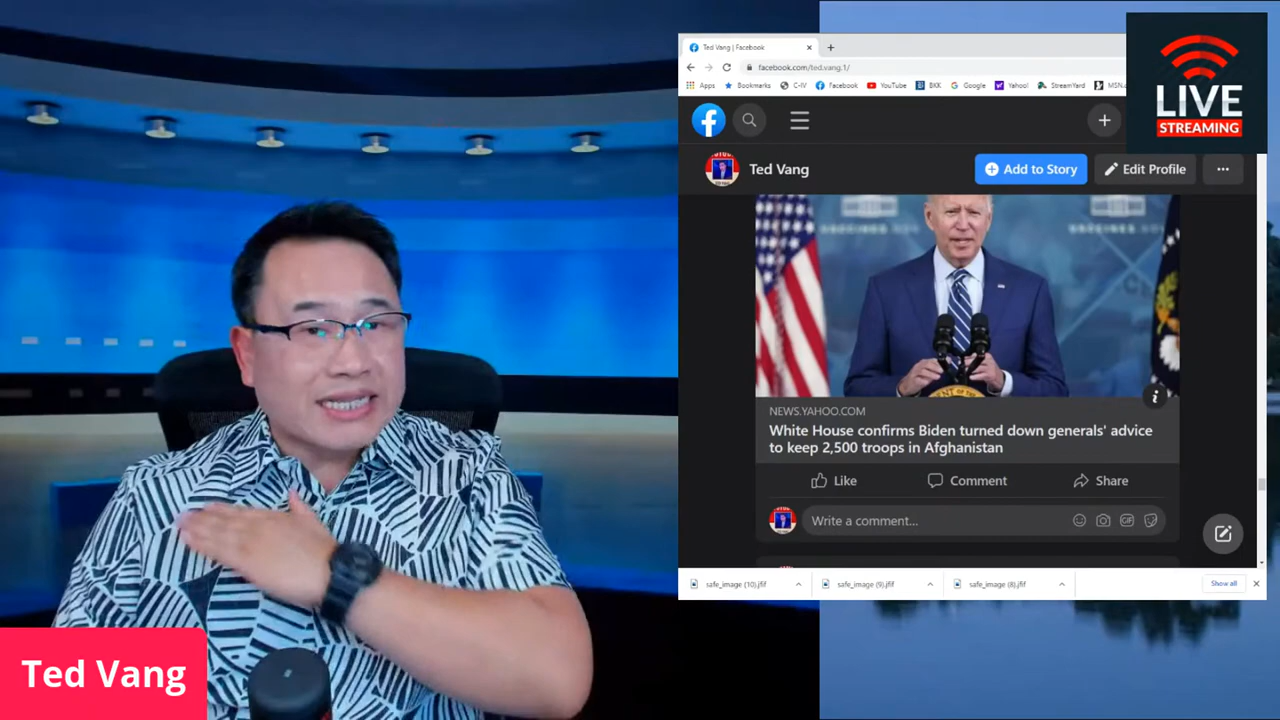 Ted Vang | Facebook
facebook.com/ted.vang.1/
Apps
Bookmarks
C-IV
Facebook
YouTube
BKK
Google
Yahoo!
StreamYard
LIVE
STREAMING
Ted Vang
Add to Story
Edit Profile
NEWS.YAHOO.COM
White House confirms Biden turned down generals' advice
to keep 2,500 troops in Afghanistan
Like
Comment
Share
Write a comment...
GIF
safe_image (10).jfif
safe_image (9).jfif
safe_image (8).jfif
Show all
Ted Vang